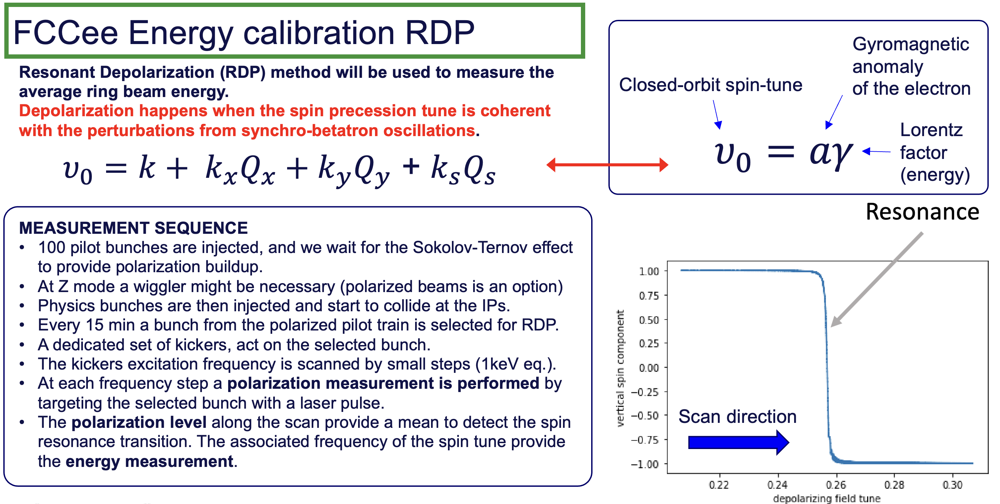 FCCee Energy calibration RDP
Resonant Depolarization (RDP) method will be used to measure the
average ring beam energy.
Depolarization happens when the spin precession tune is coherent
with the perturbations from synchro-betatron oscillations.
υ₀ = k + kₓQₓ + k_yQ_y + kₛQₛ
Closed-orbit spin-tune
Gyromagnetic
anomaly
of the electron
υ₀ = aγ
Lorentz
factor
(energy)
MEASUREMENT SEQUENCE
• 100 pilot bunches are injected, and we wait for the Sokolov-Ternov effect
to provide polarization buildup.
• At Z mode a wiggler might be necessary (polarized beams is an option)
• Physics bunches are then injected and start to collide at the IPs.
• Every 15 min a bunch from the polarized pilot train is selected for RDP.
• A dedicated set of kickers, act on the selected bunch.
• The kickers excitation frequency is scanned by small steps (1keV eq.).
• At each frequency step a polarization measurement is performed by
targeting the selected bunch with a laser pulse.
• The polarization level along the scan provide a mean to detect the spin
resonance transition. The associated frequency of the spin tune provide
the energy measurement.
Resonance
1.00
0.75
0.50
0.25
0.00
−0.25
−0.50
−0.75
−1.00
vertical spin component
Scan direction
0.22 0.24 0.26 0.28 0.30
depolarizing field tune